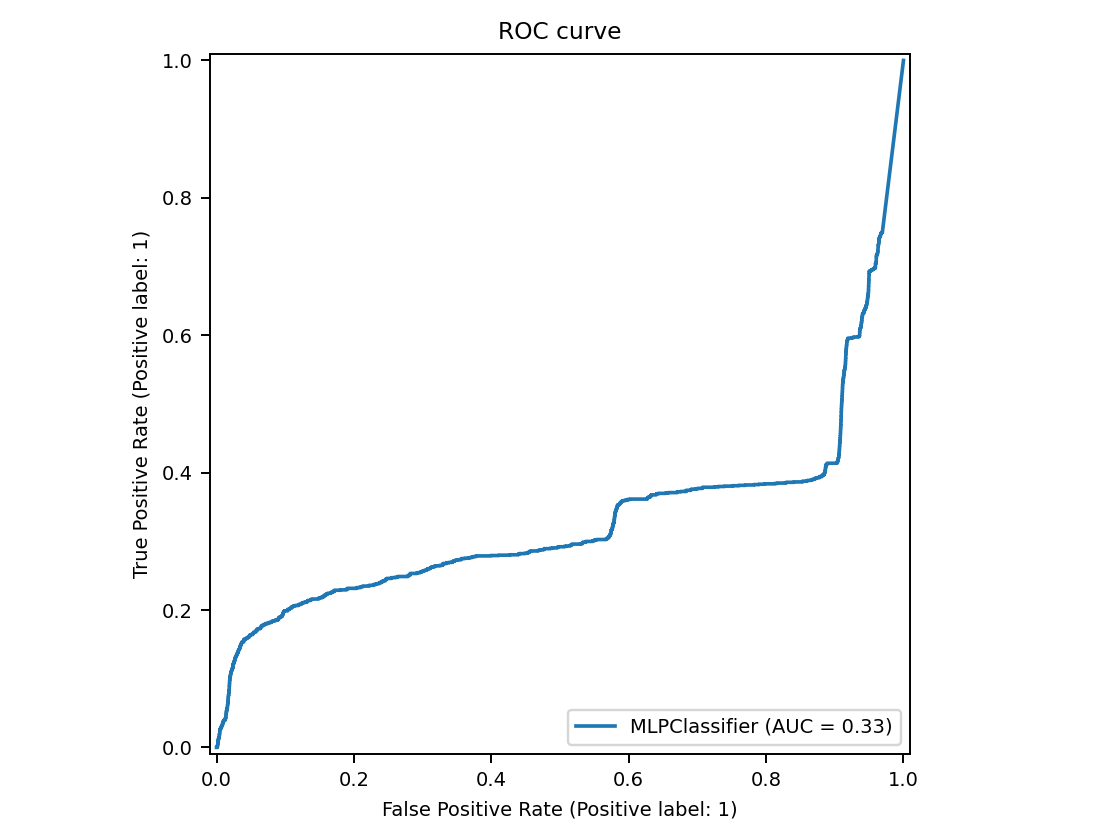 ROC curve
True Positive Rate (Positive label: 1)
1.0
0.8
0.6
0.4
0.2
0.0
MLPClassifier (AUC = 0.33)
0.0 0.2 0.4 0.6 0.8 1.0
False Positive Rate (Positive label: 1)